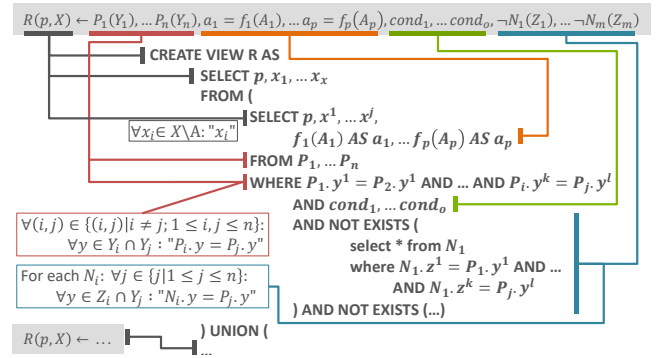 R(p, X) ← P₁(Y₁), … Pₙ(Yₙ), a₁ = f₁(A₁), … aₚ = fₚ(Aₚ), cond₁, … condₒ, ¬N₁(Z₁), … ¬Nₘ(Zₘ)
CREATE VIEW R AS
SELECT p, x₁, … xₓ
FROM (
SELECT p, x¹, … xʲ,
∀xᵢ∈ X\A: "xᵢ"
f₁(A₁) AS a₁, … fₚ(Aₚ) AS aₚ
FROM P₁, … Pₙ
WHERE P₁. y¹ = P₂. y¹ AND … AND Pᵢ. yᵏ = Pⱼ. yˡ
AND cond₁, … condₒ
∀(i, j) ∈ {(i, j)|i ≠ j; 1 ≤ i, j ≤ n}:
∀y ∈ Yᵢ ∩ Yⱼ : "Pᵢ. y = Pⱼ. y"
AND NOT EXISTS (
select * from N₁
where N₁. z¹ = P₁. y¹ AND …
AND N₁. zᵏ = Pⱼ. yˡ
For each Nᵢ: ∀j ∈ {j|1 ≤ j ≤ n}:
∀y ∈ Zᵢ ∩ Yⱼ : "Nᵢ. y = Pⱼ. y"
) AND NOT EXISTS (…)
R(p, X) ← …
) UNION (
…